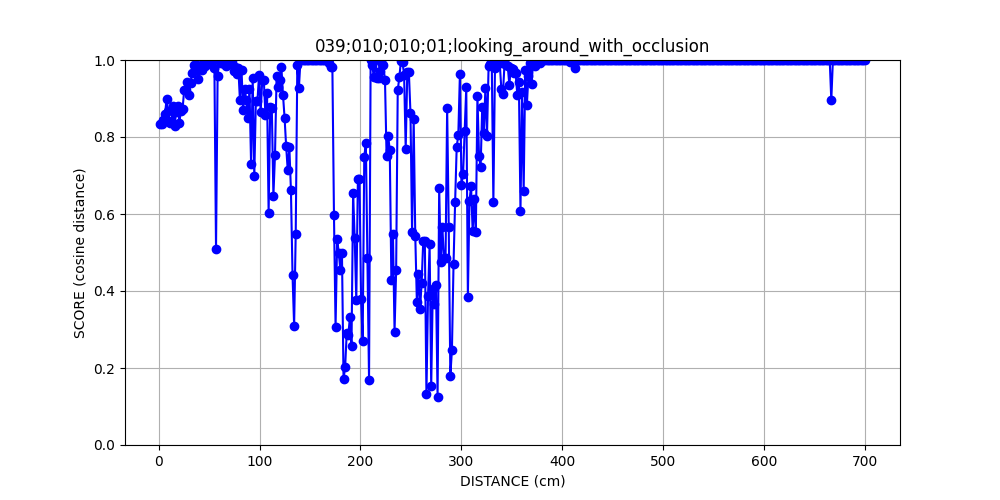 039;010;010;01;looking_around_with_occlusion
1.0
0.8
0.6
0.4
0.2
0.0
SCORE (cosine distance)
0 100 200 300 400 500 600 700
DISTANCE (cm)